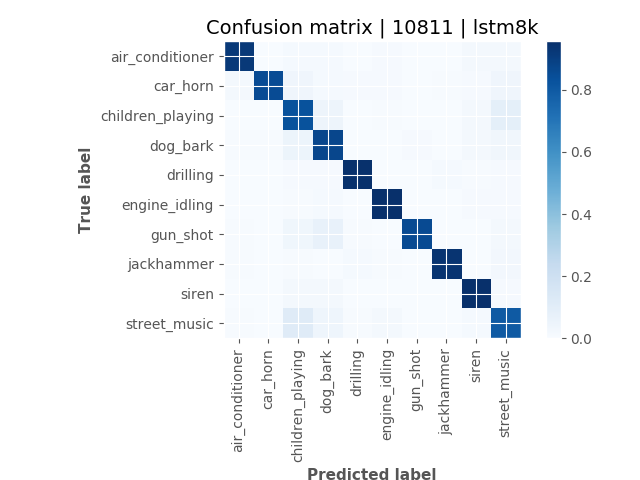 Confusion matrix | 10811 | lstm8k
True label
air_conditioner
car_horn
children_playing
dog_bark
drilling
engine_idling
gun_shot
jackhammer
siren
street_music
0.8
0.6
0.4
0.2
0.0
air_conditioner
car_horn
children_playing
dog_bark
drilling
engine_idling
gun_shot
jackhammer
siren
street_music
Predicted label